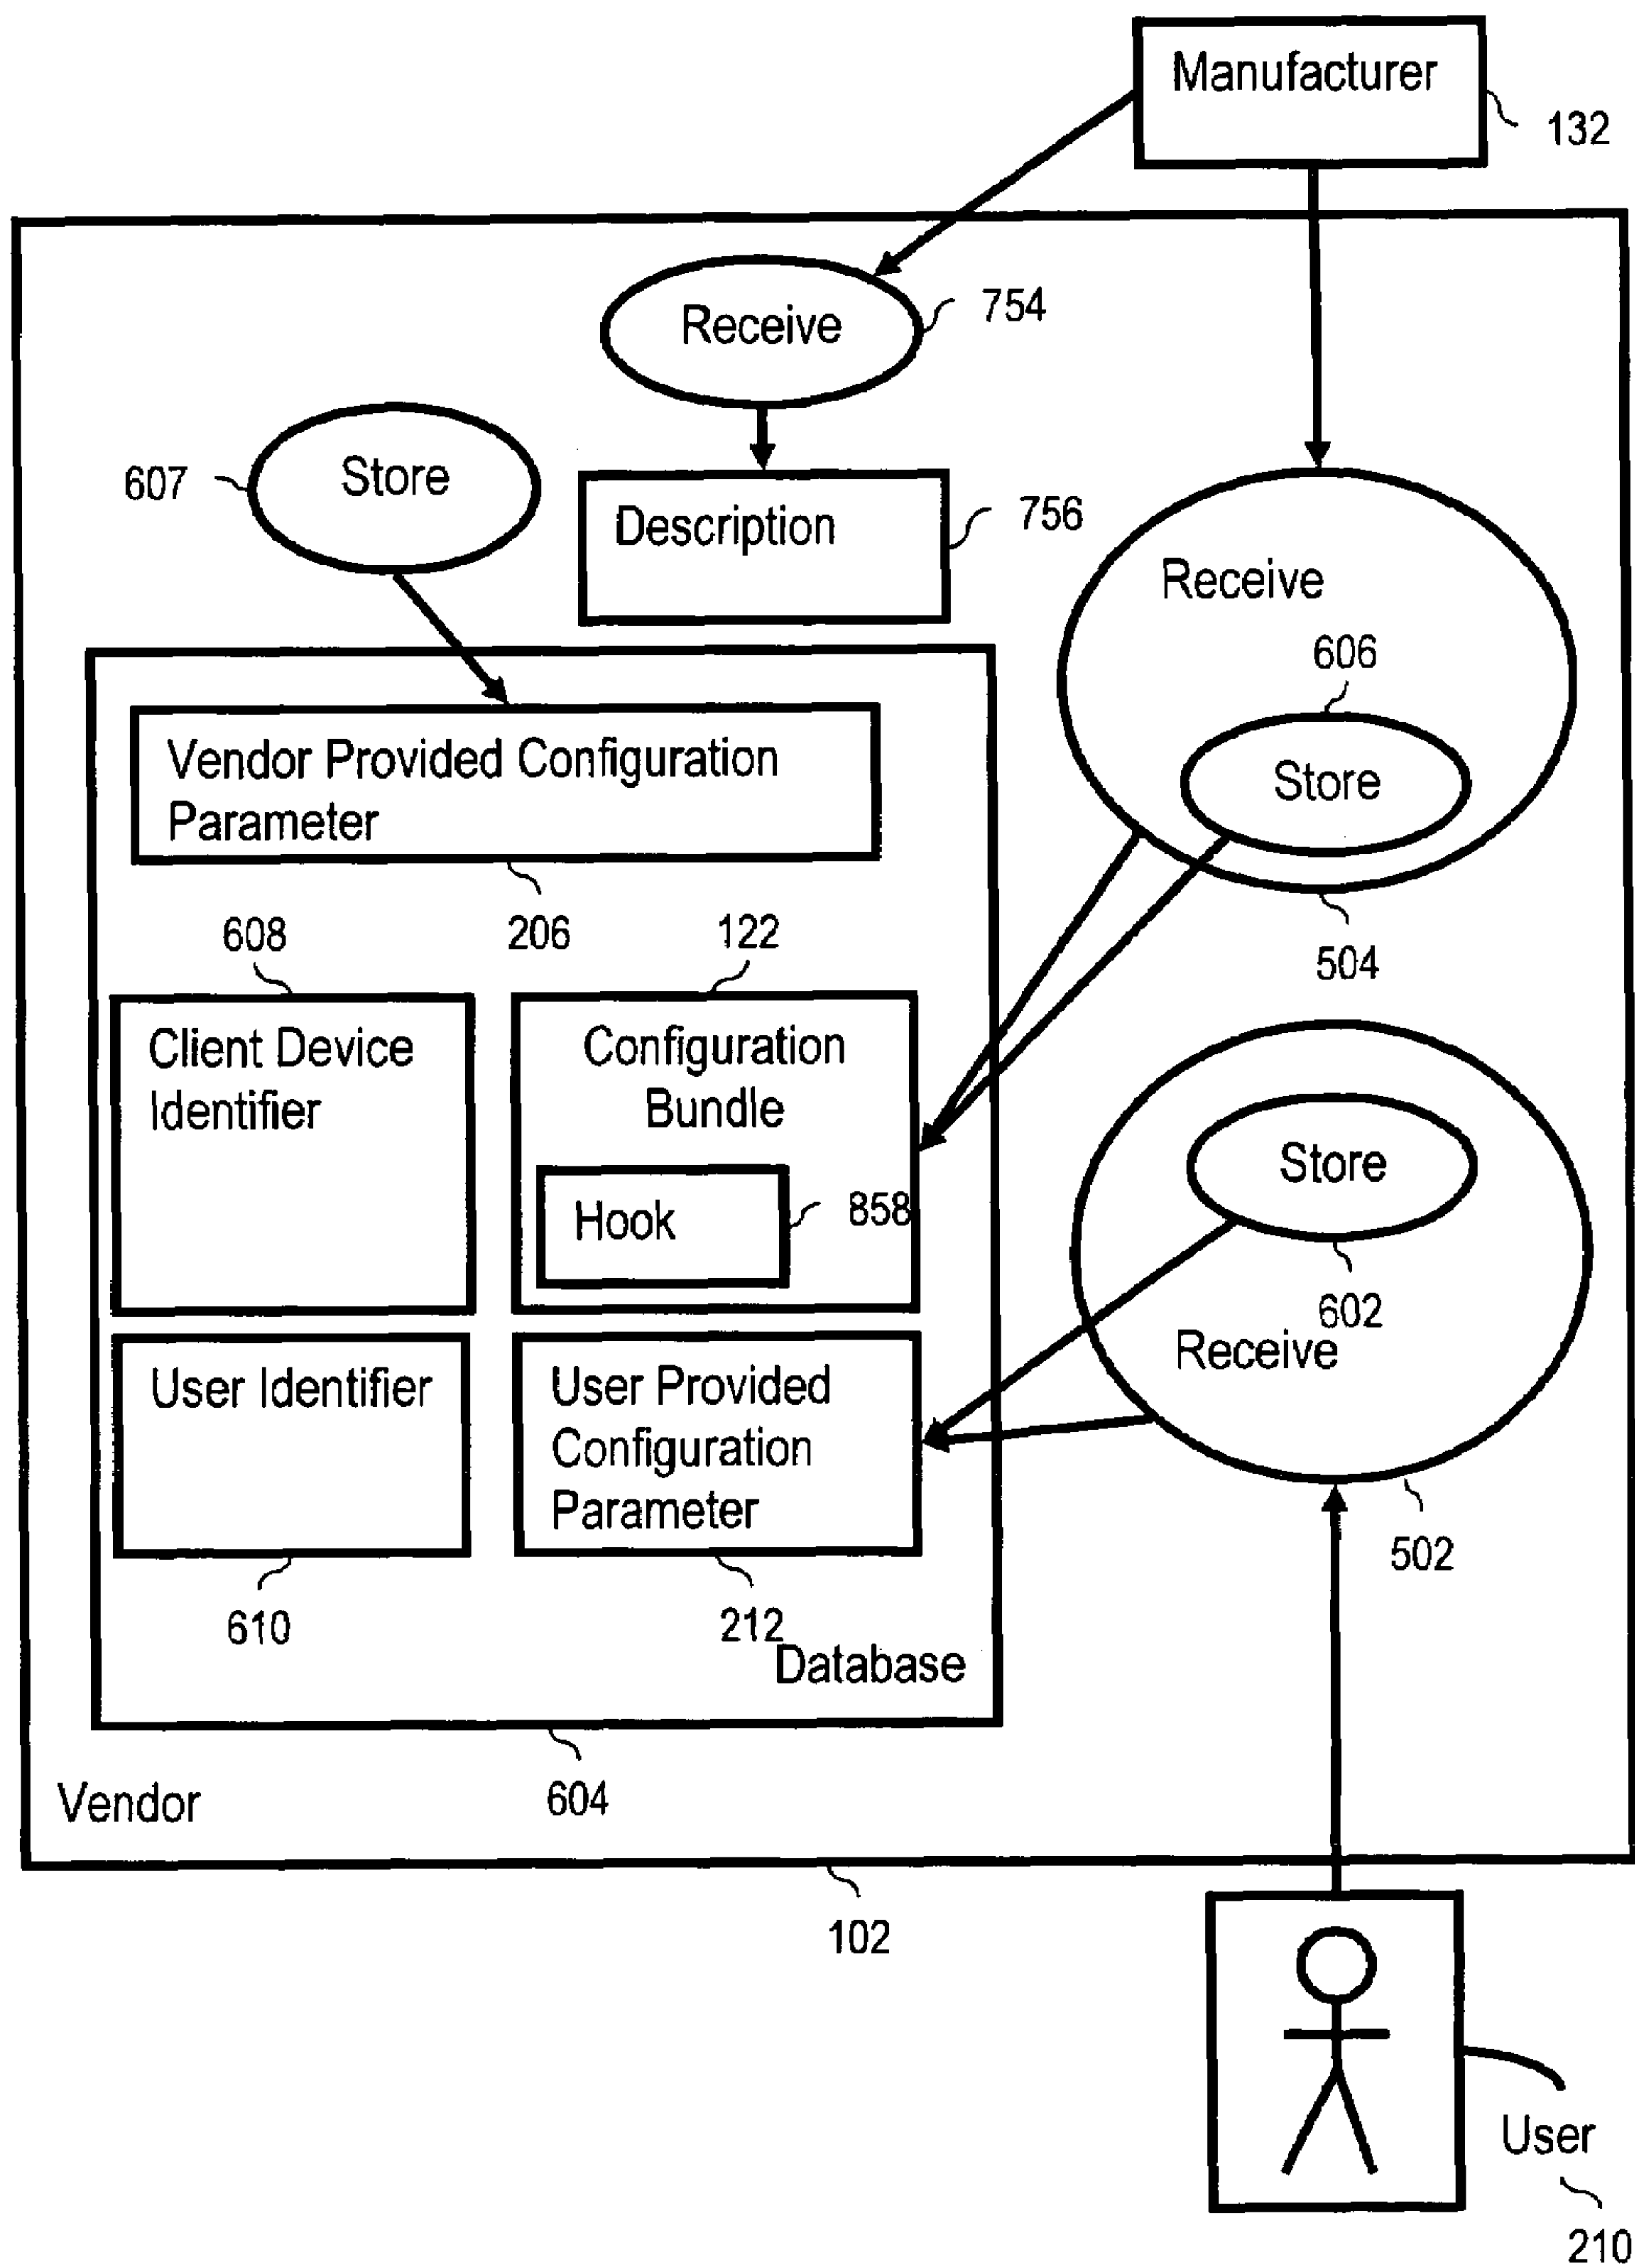 Manufacturer
132
Receive
754
Store
607
Description
756
Receive
606
Store
504
Vendor Provided Configuration
Parameter
206
608
Client Device
Identifier
122
Configuration
Bundle
Hook
858
Store
602
Receive
502
User Identifier
610
User Provided
Configuration
Parameter
212
Database
604
Vendor
102
User
210